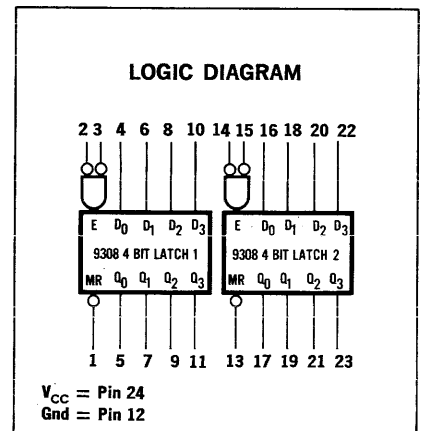 LOGIC DIAGRAM
2 3 4 6 8 10 14 15 16 18 20 22
E D0 D1 D2 D3 E D0 D1 D2 D3
9308 4 BIT LATCH 1 9308 4 BIT LATCH 2
MR Q0 Q1 Q2 Q3 MR Q0 Q1 Q2 Q3
1 5 7 9 11 13 17 19 21 23
VCC = Pin 24
Gnd = Pin 12